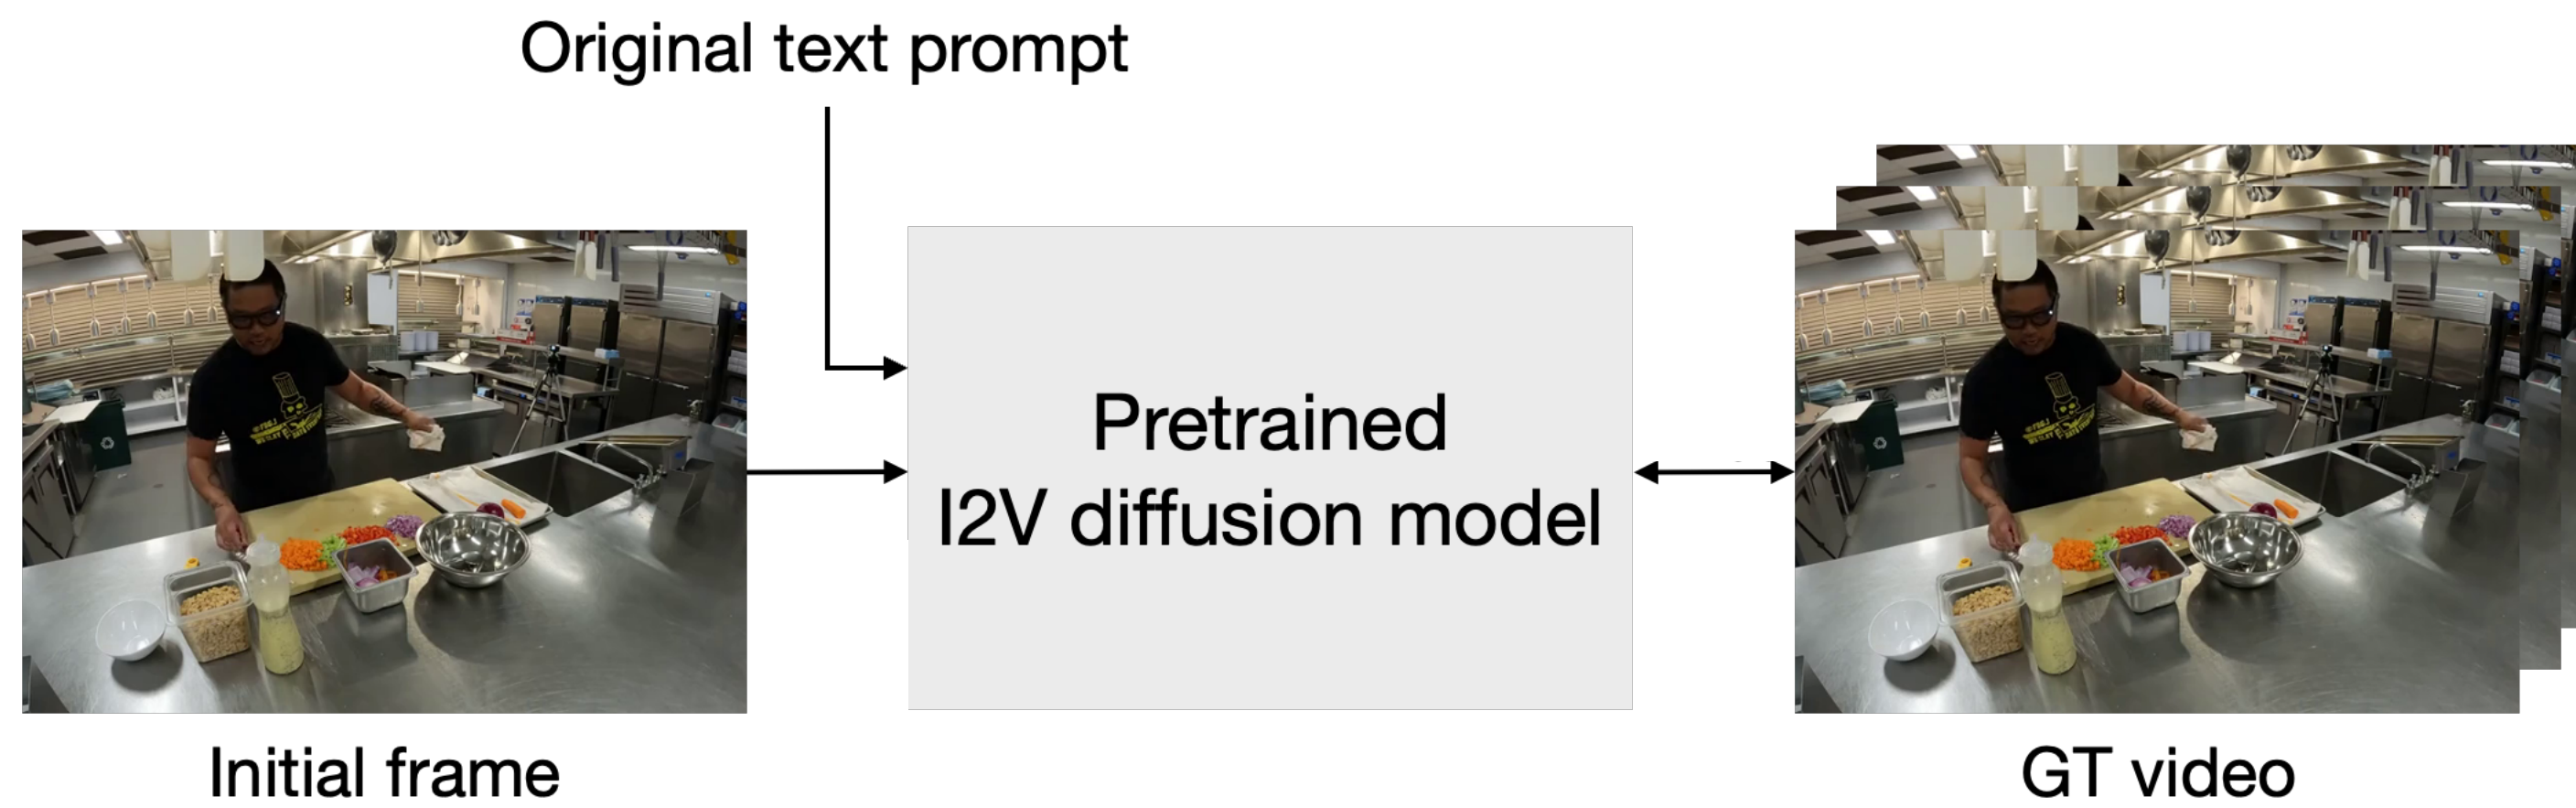 Original text prompt
Pretrained
I2V diffusion model
Initial frame
GT video